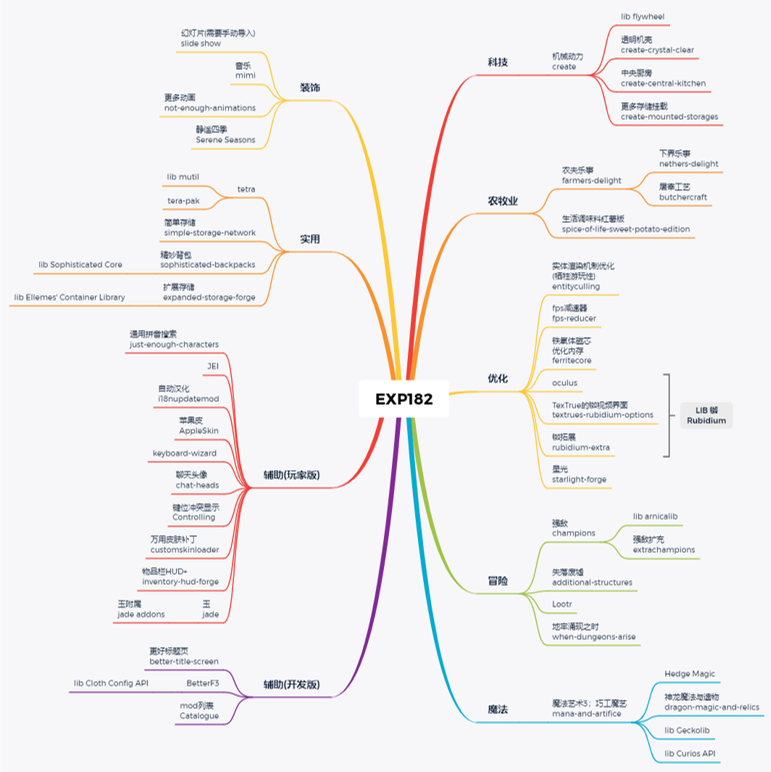 EXP182
科技
机械动力
create
lib flywheel
透明机壳
create-crystal-clear
中央厨房
create-central-kitchen
更多存储挂载
create-mounted-storages
农牧业
农夫乐事
farmers-delight
下界乐事
nethers-delight
屠宰工艺
butchercraft
生活调味料红薯版
spice-of-life-sweet-potato-edition
优化
实体渲染机制优化
(牺牲游玩性)
entityculling
fps减速器
fps-reducer
铁氧体磁芯
优化内存
ferritecore
oculus
TexTrue的铷视频界面
textrues-rubidium-options
铷拓展
rubidium-extra
星光
starlight-forge
LIB 铷
Rubidium
冒险
强敌
champions
lib arnicalib
强敌扩充
extrachampions
失落废墟
additional-structures
Lootr
地牢涌现之时
when-dungeons-arise
魔法
魔法艺术3；巧工魔艺
mana-and-artifice
Hedge Magic
神龙魔法与遗物
dragon-magic-and-relics
lib Geckolib
lib Curios API
装饰
幻灯片(需要手动导入)
slide show
音乐
mimi
更多动画
not-enough-animations
静谧四季
Serene Seasons
实用
tetra
lib mutil
tera-pak
简单存储
simple-storage-network
精妙背包
sophisticated-backpacks
lib Sophisticated Core
扩展存储
expanded-storage-forge
lib Ellemes' Container Library
辅助(玩家版)
通用拼音搜索
just-enough-characters
JEI
自动汉化
i18nupdatemod
苹果皮
AppleSkin
keyboard-wizard
聊天头像
chat-heads
键位冲突显示
Controlling
万用皮肤补丁
customskinloader
物品栏HUD+
inventory-hud-forge
玉
jade
玉附属
jade addons
辅助(开发版)
更好标题页
better-title-screen
BetterF3
lib Cloth Config API
mod列表
Catalogue